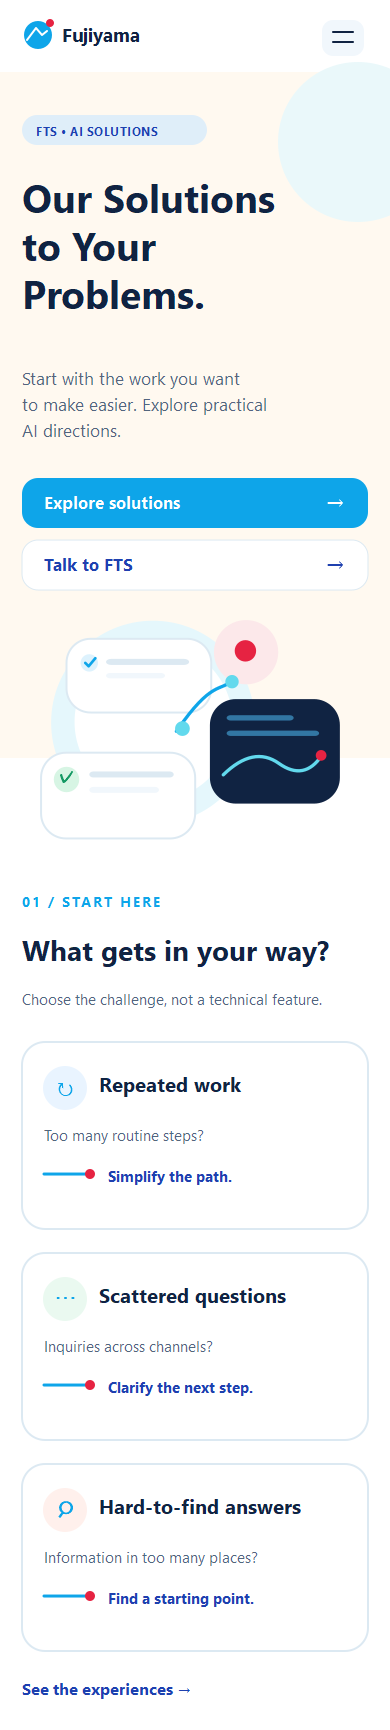 Fujiyama
FTS • AI SOLUTIONS
Our Solutions
to Your
Problems.
Start with the work you want
to make easier. Explore practical
AI directions.
Explore solutions →
Talk to FTS →
01 / START HERE
What gets in your way?
Choose the challenge, not a technical feature.
Repeated work
Too many routine steps?
Simplify the path.
Scattered questions
Inquiries across channels?
Clarify the next step.
Hard-to-find answers
Information in too many places?
Find a starting point.
See the experiences →